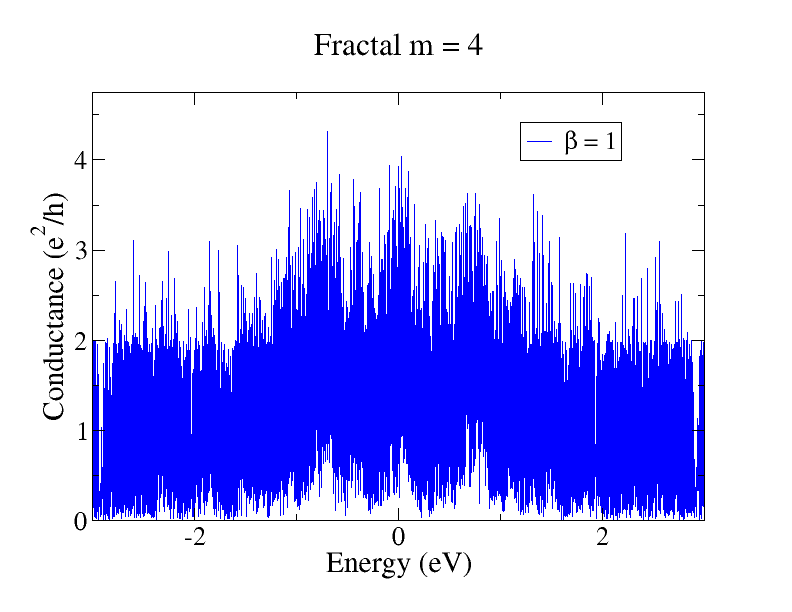 Fractal m = 4
β = 1
Conductance (e²/h)
4
3
2
1
0
-2 0 2
Energy (eV)